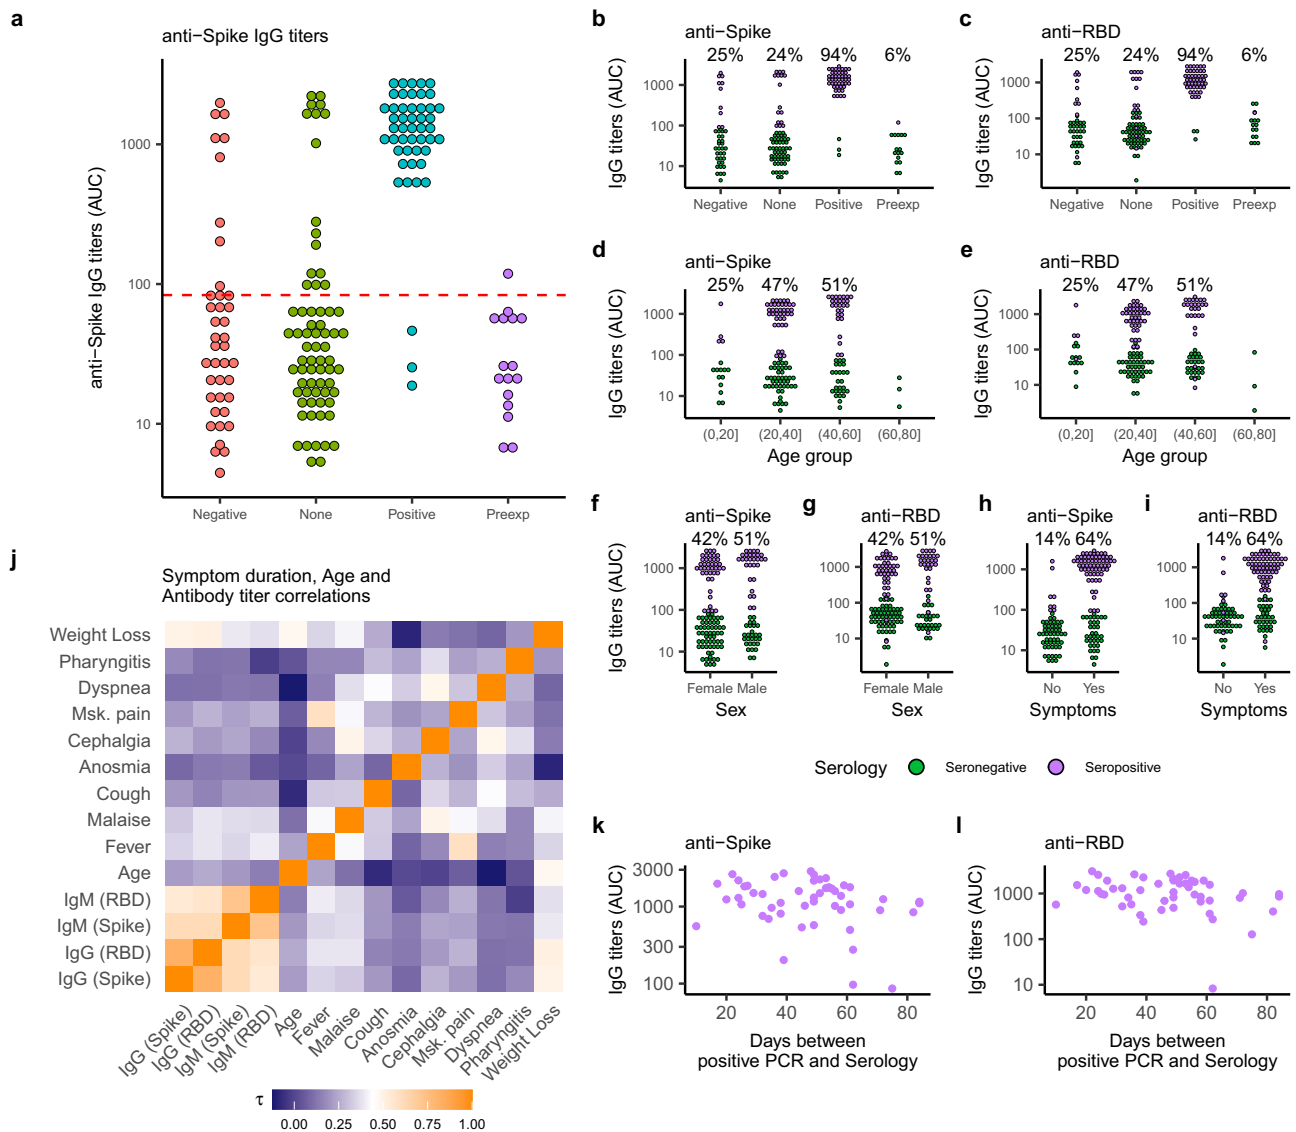 a
anti−Spike IgG titers
anti−Spike IgG titers (AUC)
1000
100
10
Negative None Positive Preexp
b
anti−Spike
25% 24% 94% 6%
IgG titers (AUC)
1000
100
10
Negative None Positive Preexp
c
anti−RBD
25% 24% 94% 6%
IgG titers (AUC)
1000
100
10
Negative None Positive Preexp
d
anti−Spike
25% 47% 51%
IgG titers (AUC)
1000
100
10
(0,20] (20,40] (40,60] (60,80]
Age group
e
anti−RBD
25% 47% 51%
IgG titers (AUC)
1000
100
10
(0,20] (20,40] (40,60] (60,80]
Age group
f
anti−Spike
42% 51%
IgG titers (AUC)
1000
100
10
Female Male
Sex
g
anti−RBD
42% 51%
1000
100
10
Female Male
Sex
h
anti−Spike
14% 64%
1000
100
10
No Yes
Symptoms
i
anti−RBD
14% 64%
1000
100
10
No Yes
Symptoms
Serology Seronegative Seropositive
j
Symptom duration, Age and
Antibody titer correlations
Weight Loss
Pharyngitis
Dyspnea
Msk. pain
Cephalgia
Anosmia
Cough
Malaise
Fever
Age
IgM (RBD)
IgM (Spike)
IgG (RBD)
IgG (Spike)
IgG (Spike) IgG (RBD) IgM (Spike) IgM (RBD) Age Fever Malaise Cough Anosmia Cephalgia Msk. pain Dyspnea Pharyngitis Weight Loss
τ
0.00 0.25 0.50 0.75 1.00
k
anti−Spike
IgG titers (AUC)
3000
1000
300
100
20 40 60 80
Days between
positive PCR and Serology
l
anti−RBD
IgG titers (AUC)
1000
100
10
20 40 60 80
Days between
positive PCR and Serology